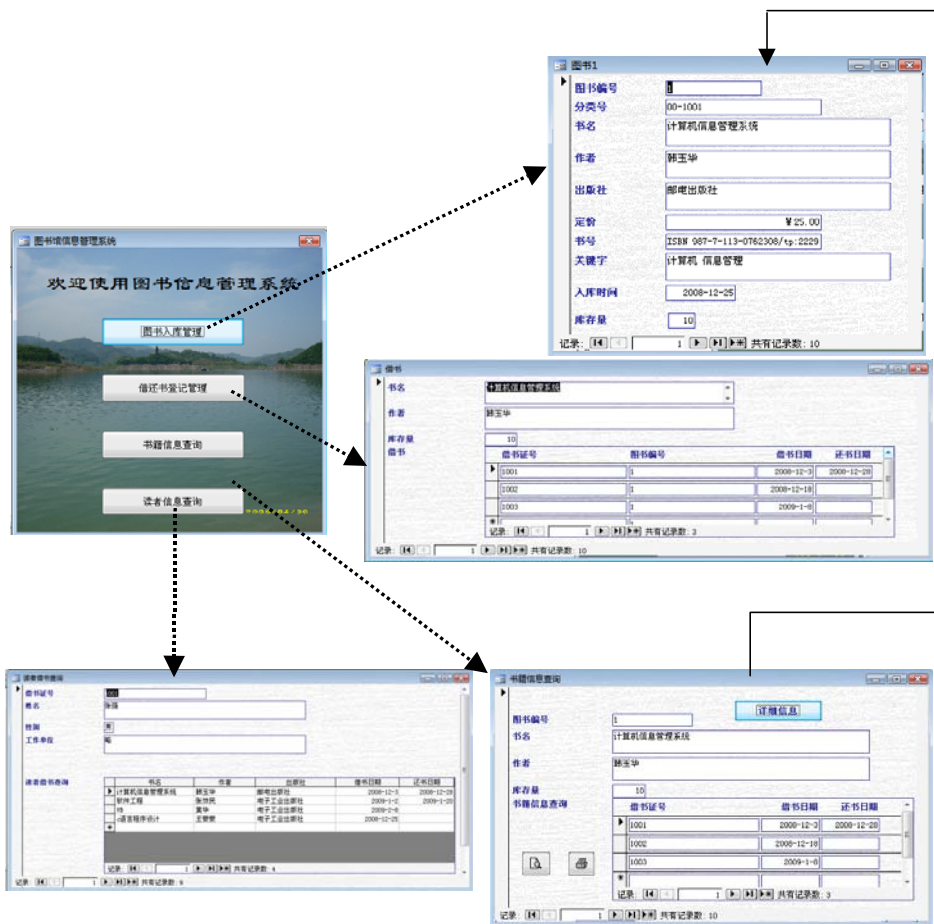 图书1
图书编号 1
分类号 00-1001
书名 计算机信息管理系统
作者 韩玉华
出版社 邮电出版社
定价 ￥25.00
书号 ISBN 987-7-113-0762308/tp:2229
关键字 计算机 信息管理
入库时间 2008-12-25
库存量 10
记录: 1 共有记录数: 10
图书馆信息管理系统
欢迎使用图书信息管理系统
图书入库管理
借还书登记管理
书籍信息查询
读者信息查询
借书
书名 计算机信息管理系统
作者 韩玉华
库存量 10
借书
借书证号 图书编号 借书日期 还书日期
1001 1 2008-12-3 2008-12-28
1002 1 2008-12-18
1003 1 2009-1-8
记录: 1 共有记录数: 3
记录: 1 共有记录数: 10
读者借书查询
借书证号 1001
姓名
性别 男
工作单位
读者借书查询
书名 作者 出版社 借书日期 还书日期
计算机信息管理系统 韩玉华 邮电出版社 2008-12-3 2008-12-28
软件工程 电子工业出版社 2009-1-2 2009-1-20
电子工业出版社 2009-2-8
c语言程序设计 电子工业出版社 2008-12-25
记录: 1 共有记录数: 4
记录: 1 共有记录数:
书籍信息查询
详细信息
图书编号 1
书名 计算机信息管理系统
作者 韩玉华
库存量 10
书籍信息查询
借书证号 借书日期 还书日期
1001 2008-12-3 2008-12-28
1002 2008-12-18
1003 2009-1-8
记录: 1 共有记录数: 3
记录: 1 共有记录数: 10